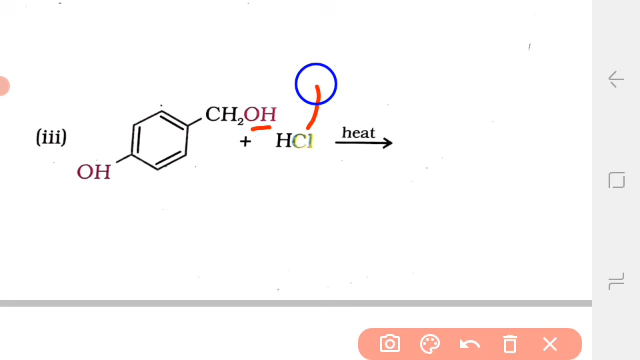 CH₂OH
(iii) + HCl heat
OH